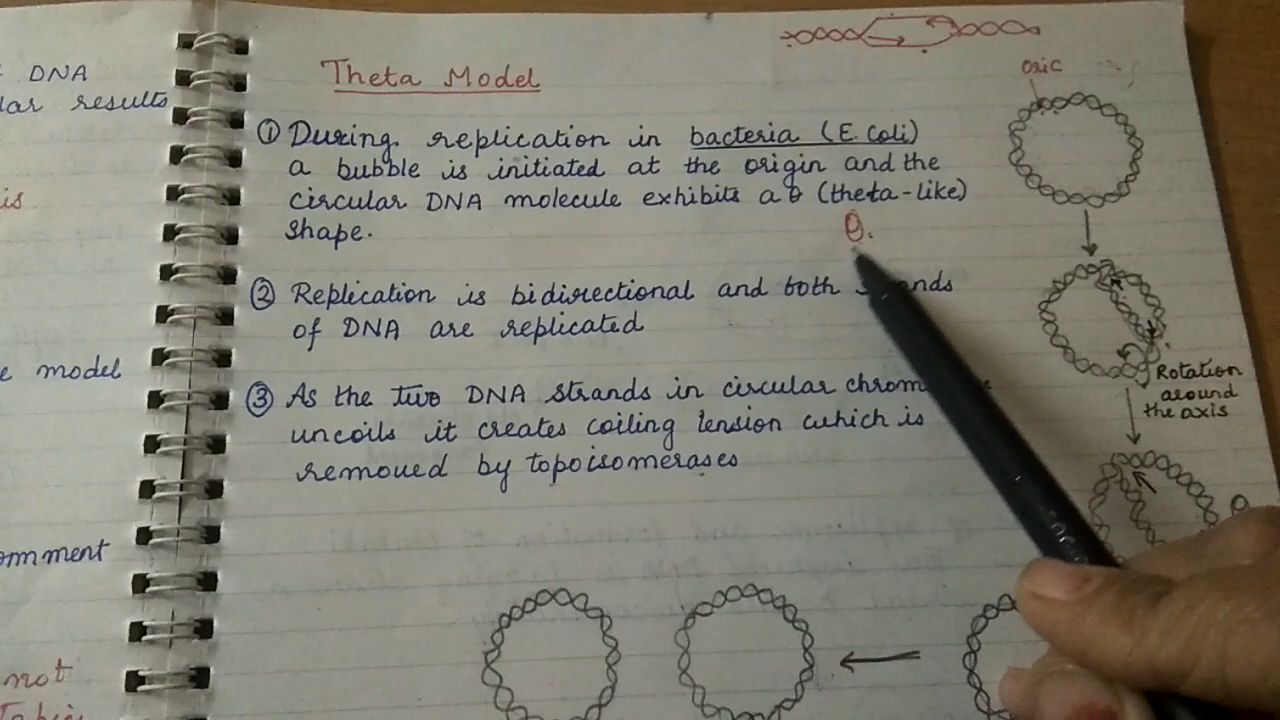 DNA
results
is
model
not
Theta Model
① During replication in bacteria (E. Coli)
a bubble is initiated at the origin and the
circular DNA molecule exhibits a θ (theta-like)
shape.
θ.
② Replication is bidirectional and both
of DNA are replicated
③ As the two DNA strands in circular
uncoils it creates coiling tension which is
removed by topoisomerases
oric
Rotation
around
the axis